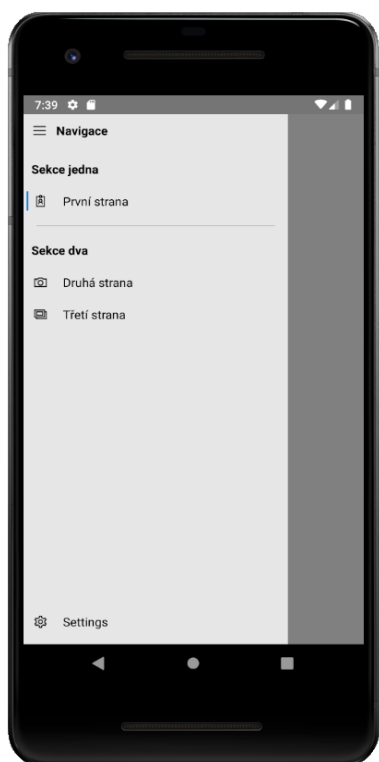 7:39
Navigace
Sekce jedna
První strana
Sekce dva
Druhá strana
Třetí strana
Settings